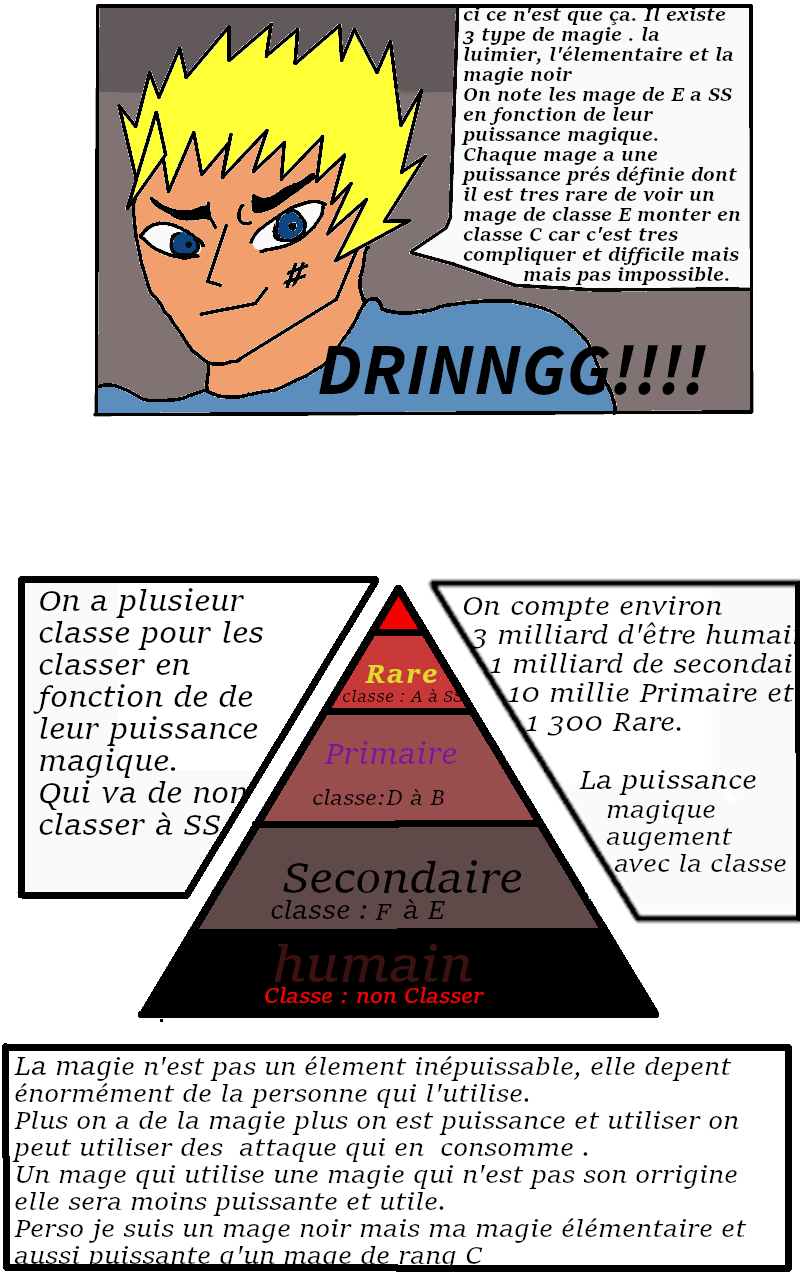 ci ce n'est que ça. Il existe
3 type de magie . la
luimier, l'élementaire et la
magie noir
On note les mage de E a SS
en fonction de leur
puissance magique.
Chaque mage a une
puissance prés définie dont
il est tres rare de voir un
mage de classe E monter en
classe C car c'est tres
compliquer et difficile mais
mais pas impossible.
DRINNGG!!!!
On a plusieur
classe pour les
classer en
fonction de de
leur puissance
magique.
Qui va de non
classer à SS
Rare
classe : A à SS
Primaire
classe:D à B
Secondaire
classe : F à E
humain
Classe : non Classer
On compte environ
3 milliard d'être humai
1 milliard de secondai
10 millie Primaire et
1 300 Rare.
La puissance
magique
augement
avec la classe
La magie n'est pas un élement inépuissable, elle depent
énormément de la personne qui l'utilise.
Plus on a de la magie plus on est puissance et utiliser on
peut utiliser des attaque qui en consomme .
Un mage qui utilise une magie qui n'est pas son orrigine
elle sera moins puissante et utile.
Perso je suis un mage noir mais ma magie élémentaire et
aussi puissante q'un mage de rang C